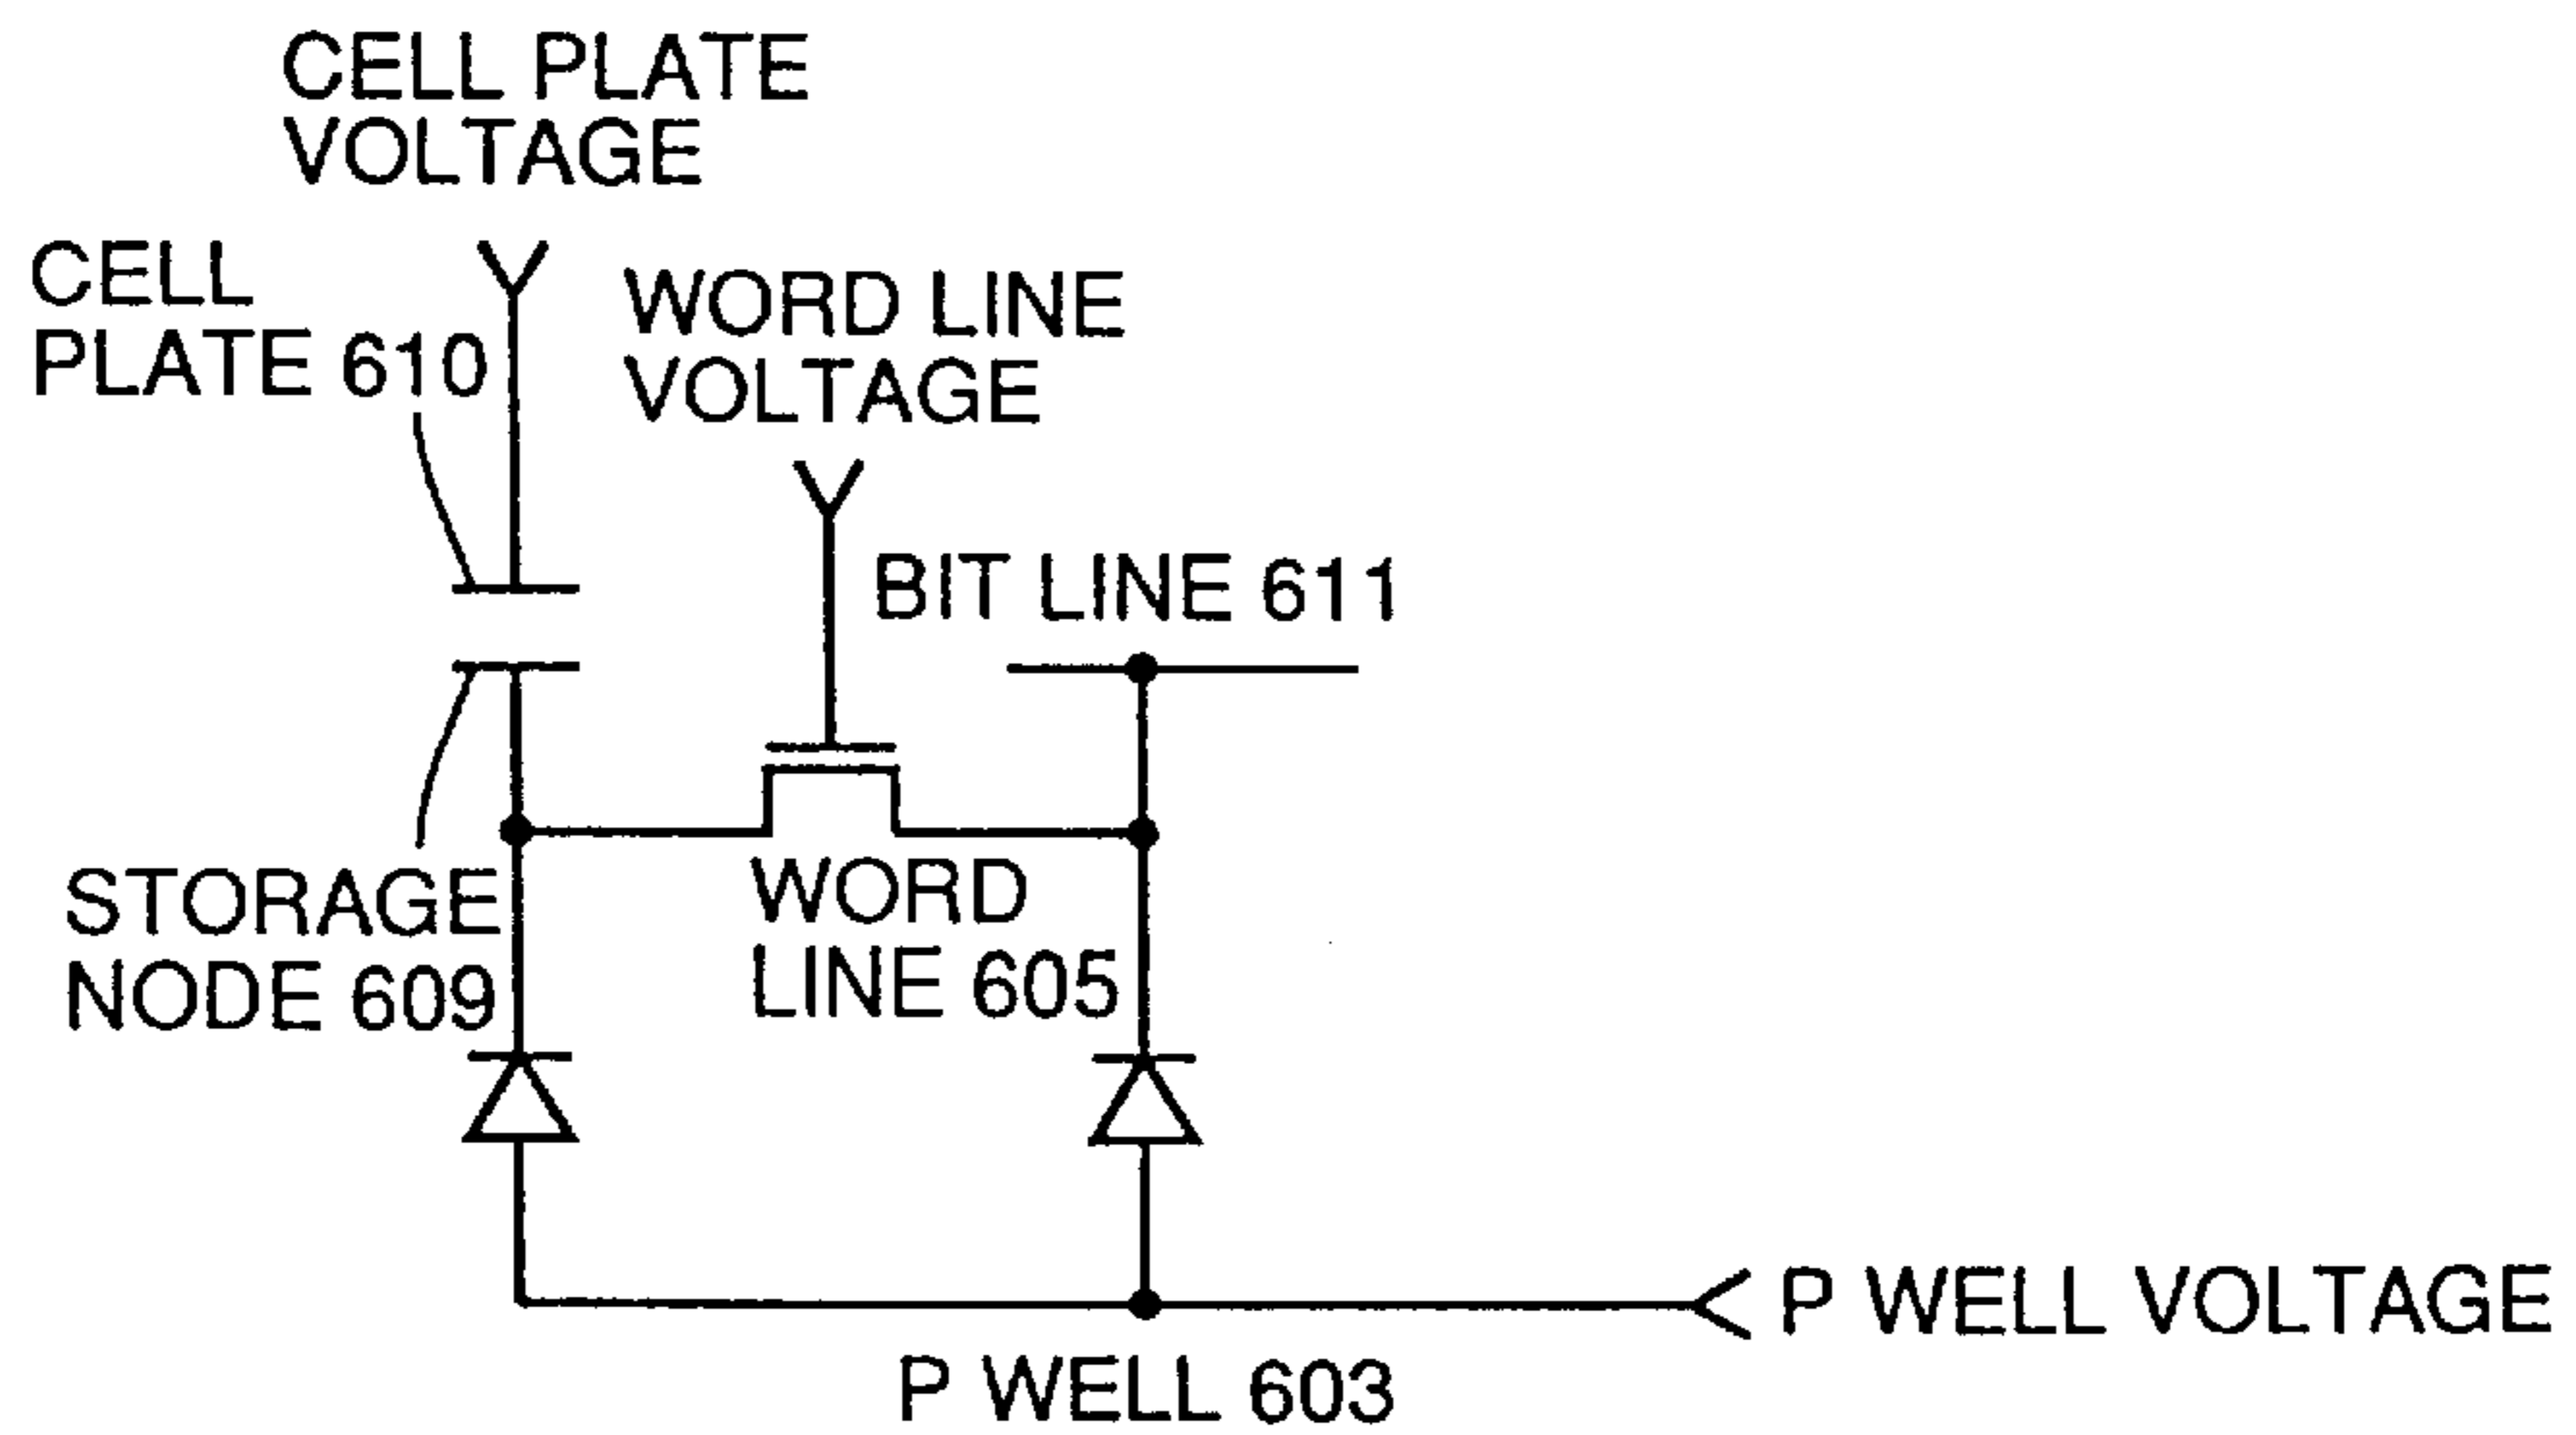 CELL PLATE
VOLTAGE
CELL
PLATE 610
WORD LINE
VOLTAGE
BIT LINE 611
STORAGE
NODE 609
WORD
LINE 605
P WELL VOLTAGE
P WELL 603